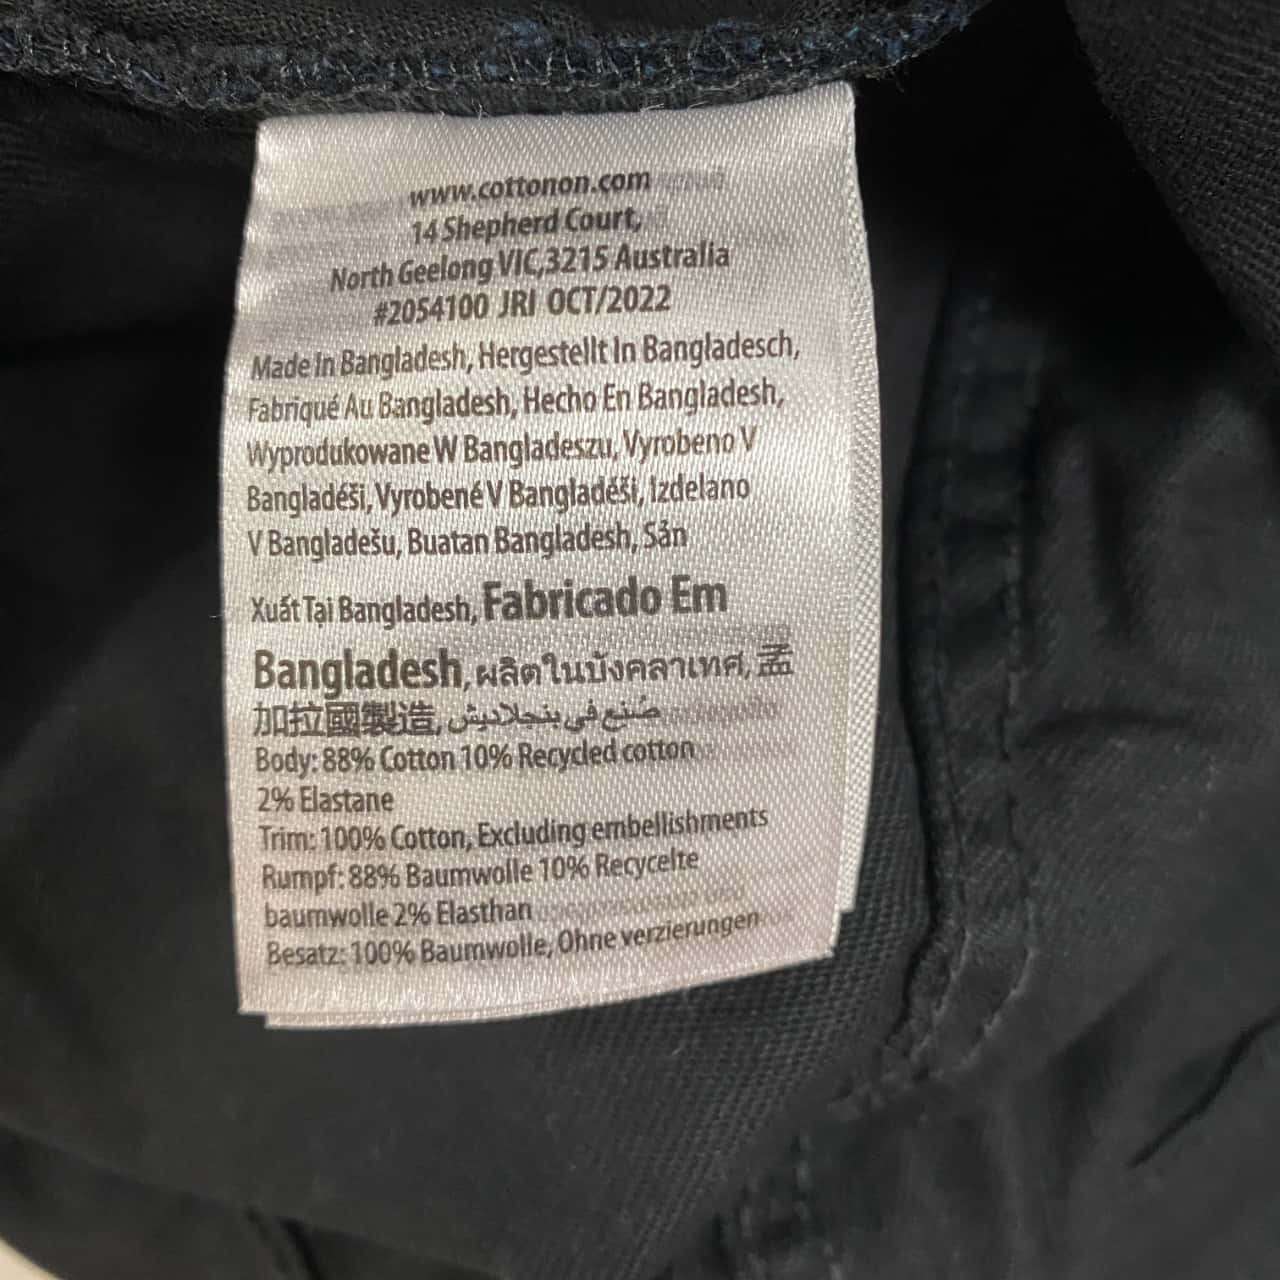 www.cottonon.com
14 Shepherd Court,
North Geelong VIC,3215 Australia
#2054100 JRI OCT/2022
Made In Bangladesh, Hergestellt In Bangladesch,
Fabriqué Au Bangladesh, Hecho En Bangladesh,
Wyprodukowane W Bangladeszu, Vyrobeno V
Bangladéši, Vyrobené V Bangladéši, Izdelano
V Bangladešu, Buatan Bangladesh, Sản
Xuất Tại Bangladesh, Fabricado Em
Bangladesh, ผลิตในบังคลาเทศ, 孟
加拉國製造, صُنع في بنجلاديش
Body: 88% Cotton 10% Recycled cotton
2% Elastane
Trim: 100% Cotton, Excluding embellishments
Rumpf: 88% Baumwolle 10% Recycelte
baumwolle 2% Elasthan
Besatz: 100% Baumwolle, Ohne verzierungen